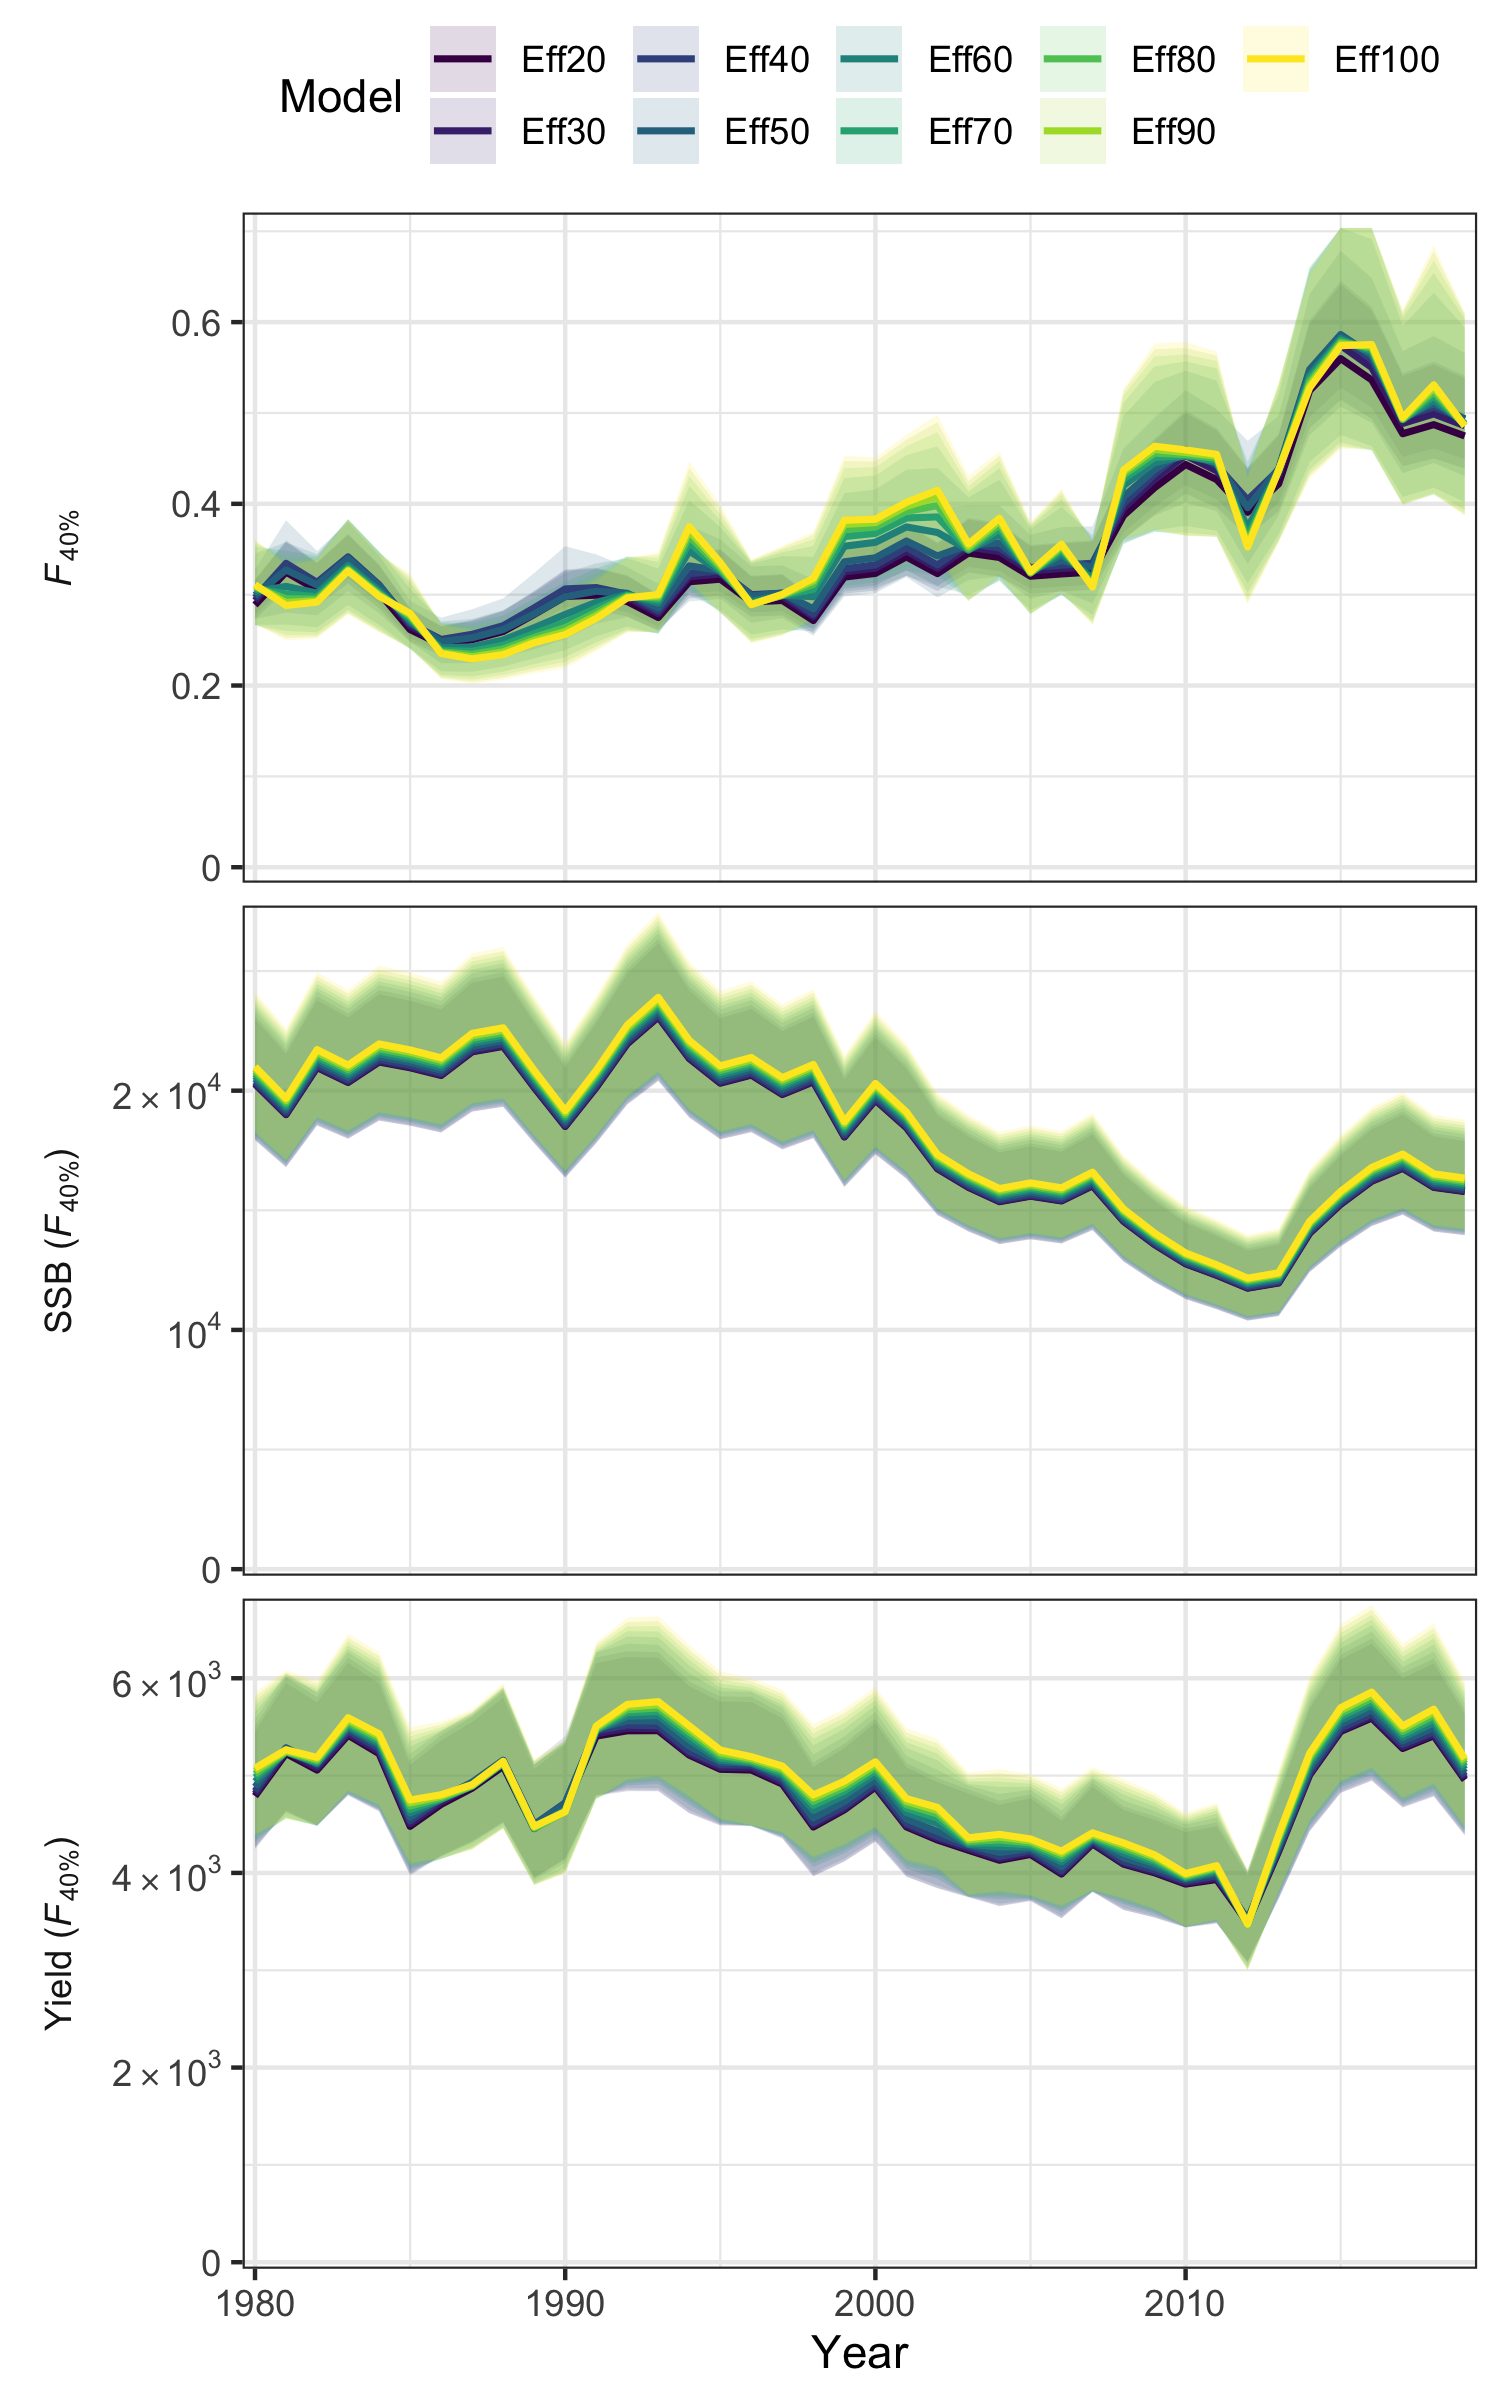 Model
Eff20 Eff40 Eff60 Eff80 Eff100
Eff30 Eff50 Eff70 Eff90
F40%
0.6
0.4
0.2
0
SSB (F40%)
2 × 10⁴
10⁴
0
Yield (F40%)
6 × 10³
4 × 10³
2 × 10³
0
1980 1990 2000 2010
Year